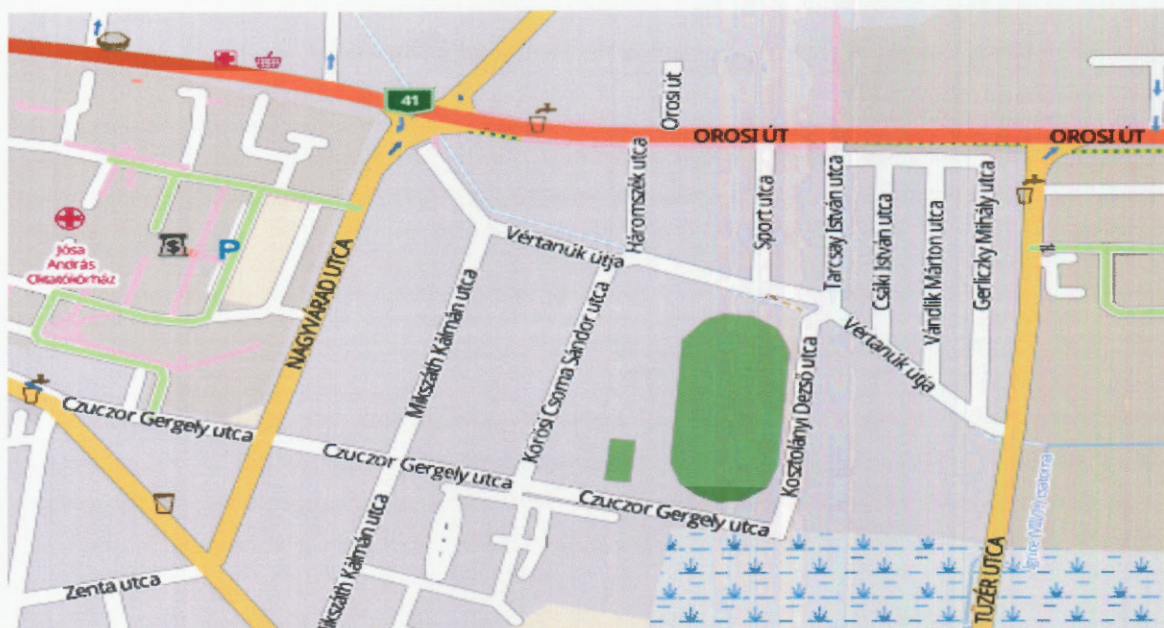 41
Orosi út
OROSI ÚT
OROSI ÚT
Háromszék utca
Sport utca
Tarcsay István utca
Csáki István utca
Vándlik Márton utca
Gerliczky Mihály utca
Jósa
András
Oktatókórház
P
NAGYVÁRAD UTCA
Vértanúk útja
Mikszáth Kálmán utca
Kőrösi Csoma Sándor utca
Vértanúk útja
Kosztolányi Dezső utca
Czuczor Gergely utca
Czuczor Gergely utca
Czuczor Gergely utca
Mikszáth Kálmán utca
Zenta utca
TÜZÉR UTCA